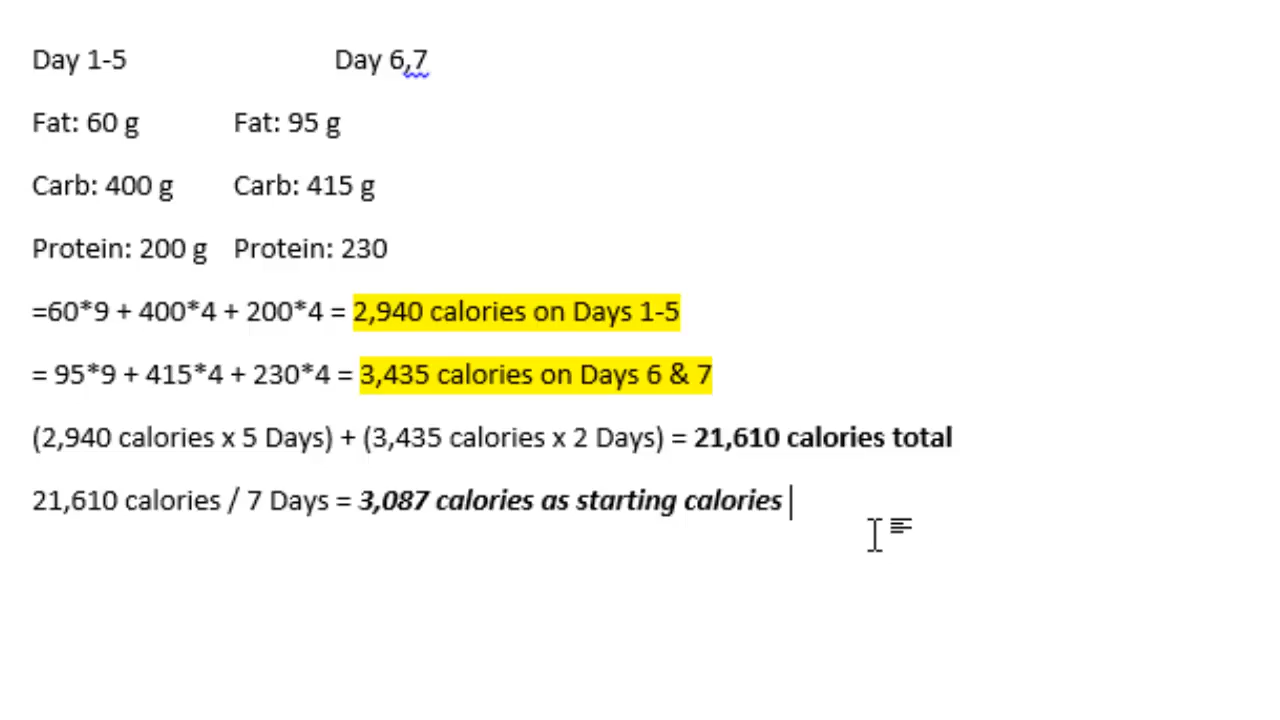 Day 1-5 Day 6,7
Fat: 60 g Fat: 95 g
Carb: 400 g Carb: 415 g
Protein: 200 g Protein: 230
=60*9 + 400*4 + 200*4 = 2,940 calories on Days 1-5
= 95*9 + 415*4 + 230*4 = 3,435 calories on Days 6 & 7
(2,940 calories x 5 Days) + (3,435 calories x 2 Days) = 21,610 calories total
21,610 calories / 7 Days = 3,087 calories as starting calories